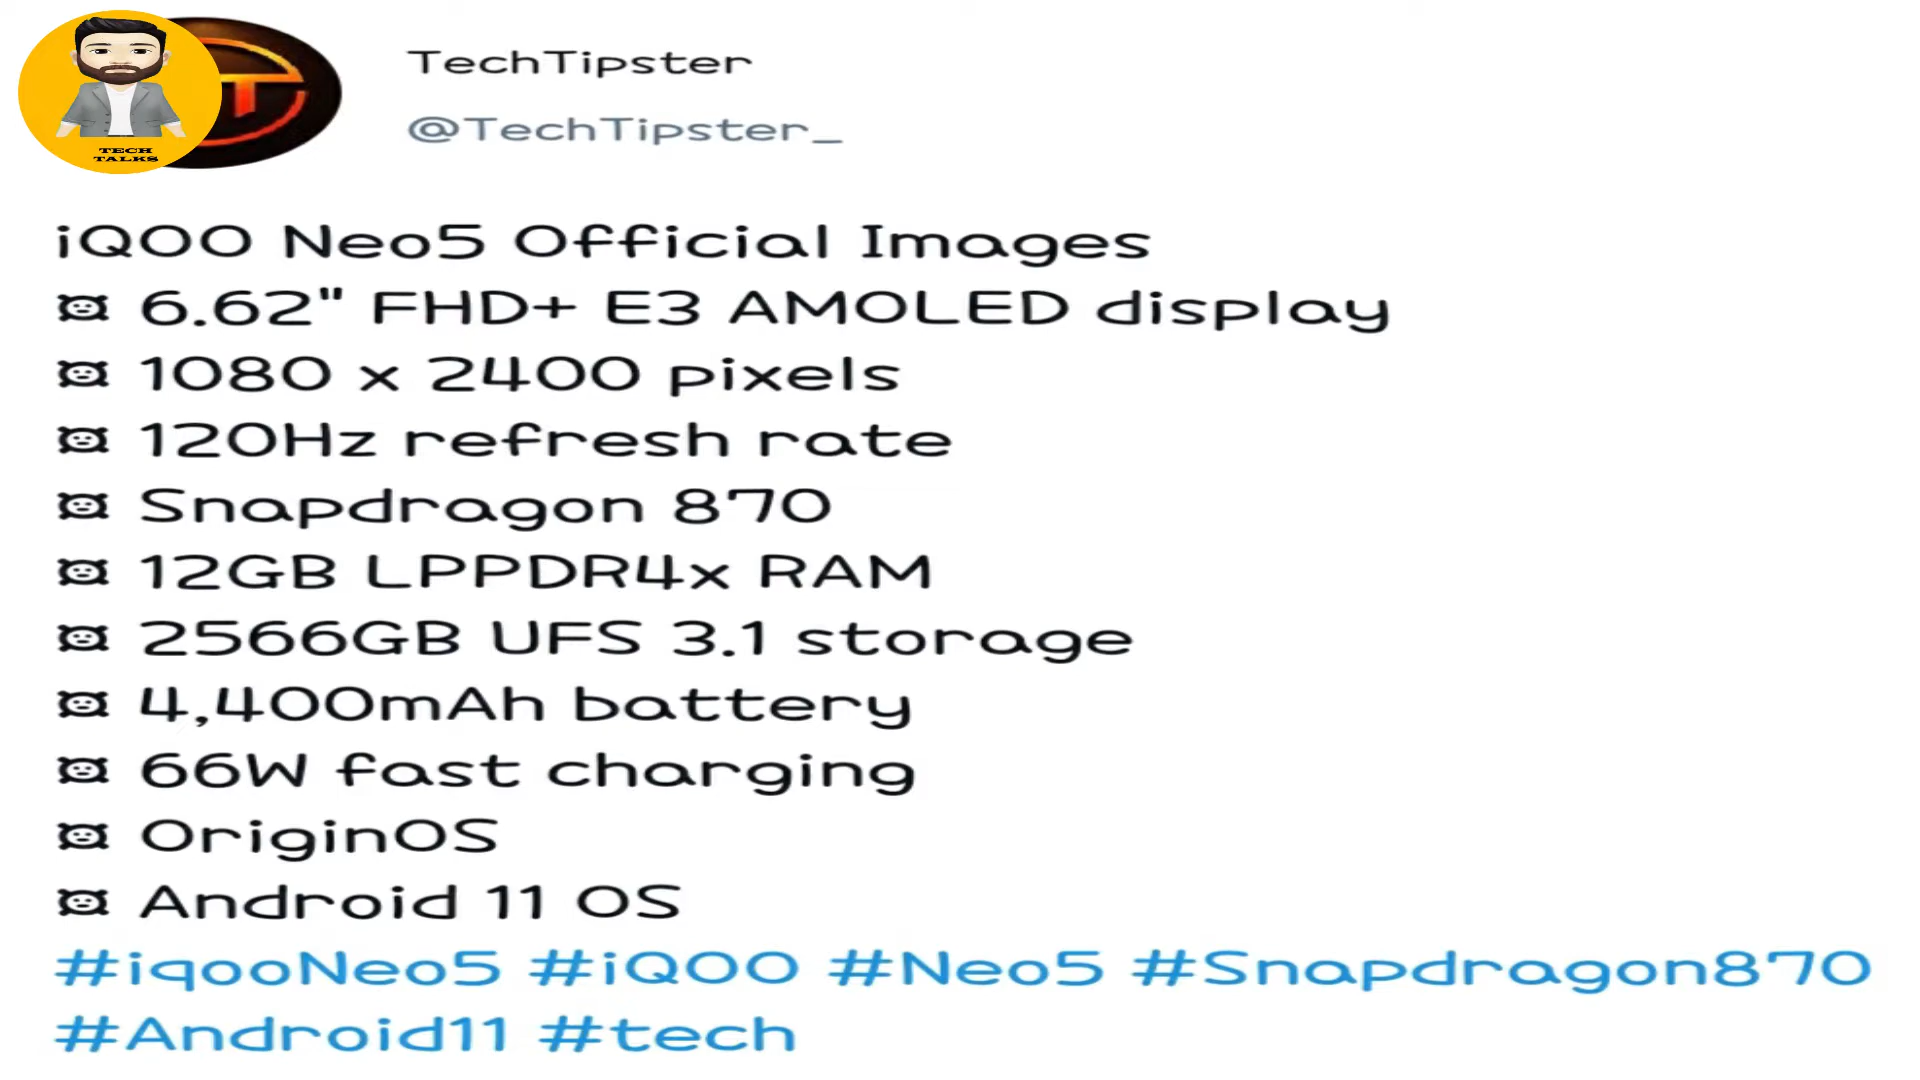 TECH
TALKS
TechTipster
@TechTipster_
iQOO Neo5 Official Images
6.62" FHD+ E3 AMOLED display
1080 x 2400 pixels
120Hz refresh rate
Snapdragon 870
12GB LPPDR4x RAM
2566GB UFS 3.1 storage
4,400mAh battery
66W fast charging
OriginOS
Android 11 OS
#iqooNeo5 #iQOO #Neo5 #Snapdragon870
#Android11 #tech